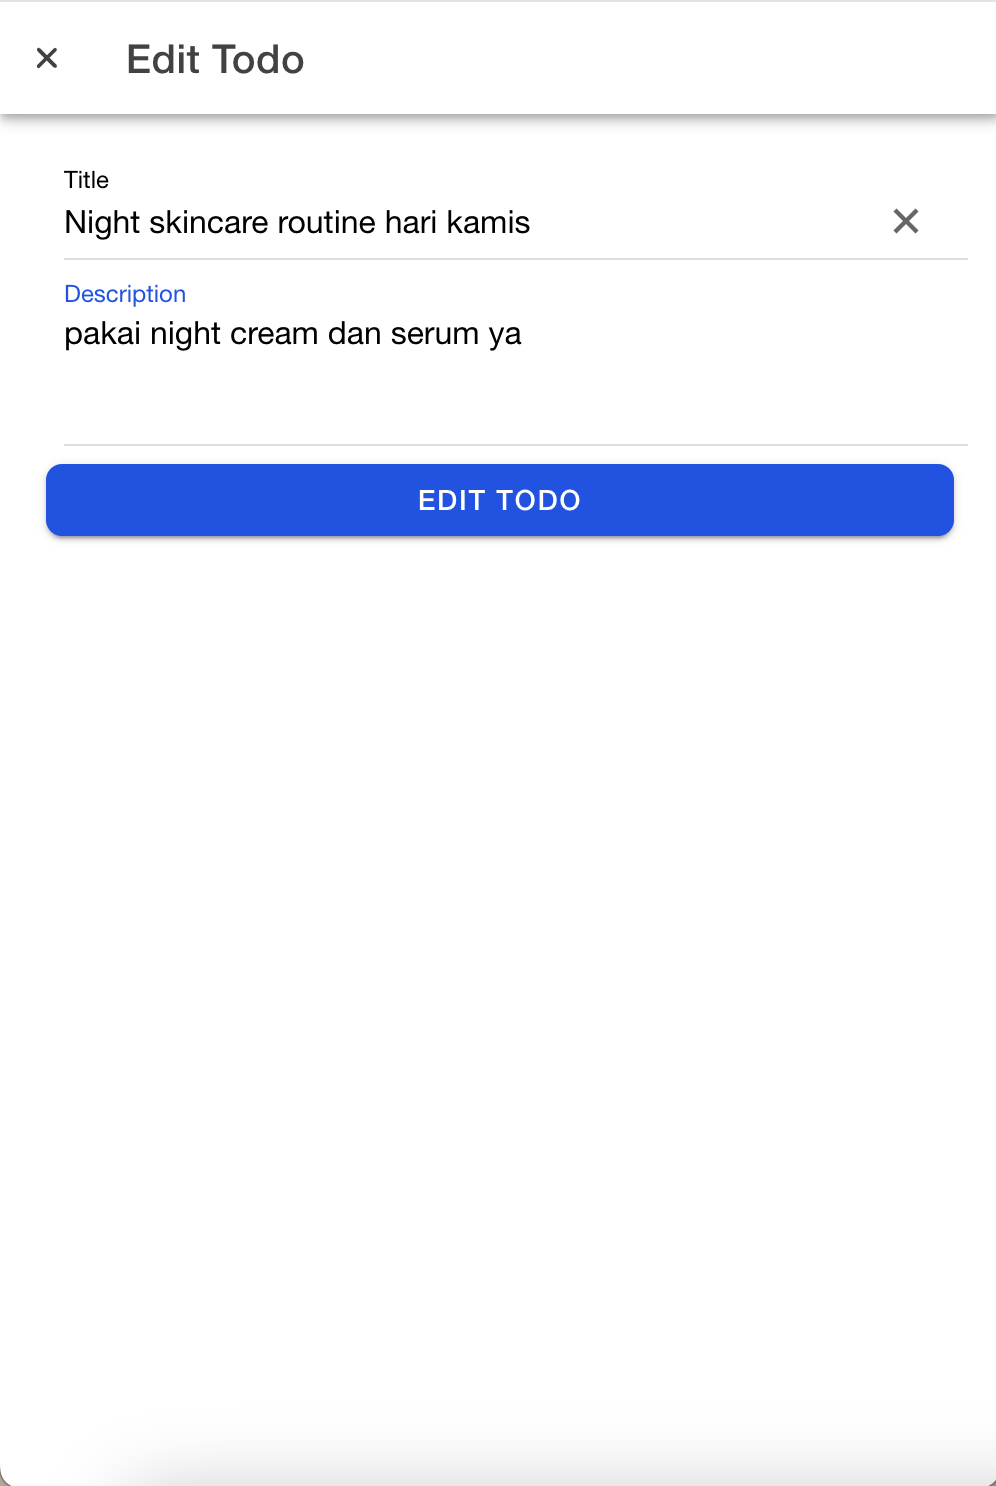 Edit Todo
Title
Night skincare routine hari kamis
Description
pakai night cream dan serum ya
EDIT TODO